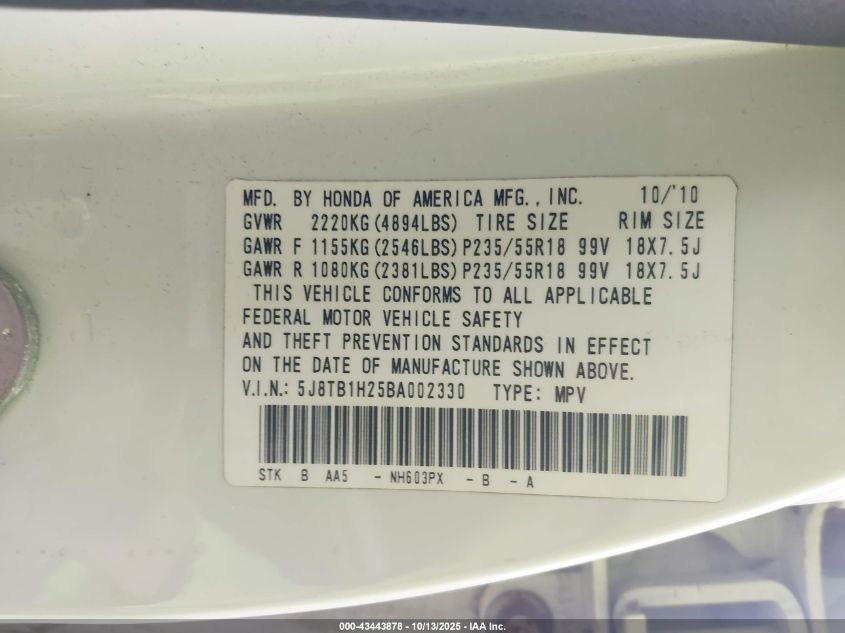 MFD. BY HONDA OF AMERICA MFG., INC. 10/'10
GVWR 2220KG(4894LBS) TIRE SIZE RIM SIZE
GAWR F 1155KG(2546LBS) P235/55R18 99V 18X7.5J
GAWR R 1080KG(2381LBS) P235/55R18 99V 18X7.5J
THIS VEHICLE CONFORMS TO ALL APPLICABLE
FEDERAL MOTOR VEHICLE SAFETY
AND THEFT PREVENTION STANDARDS IN EFFECT
ON THE DATE OF MANUFACTURE SHOWN ABOVE.
V.I.N.: 5J8TB1H25BA002330 TYPE: MPV
STK B AA5 - NH603PX - B - A
000-43443878 | 10/13/2025 - IAA Inc.